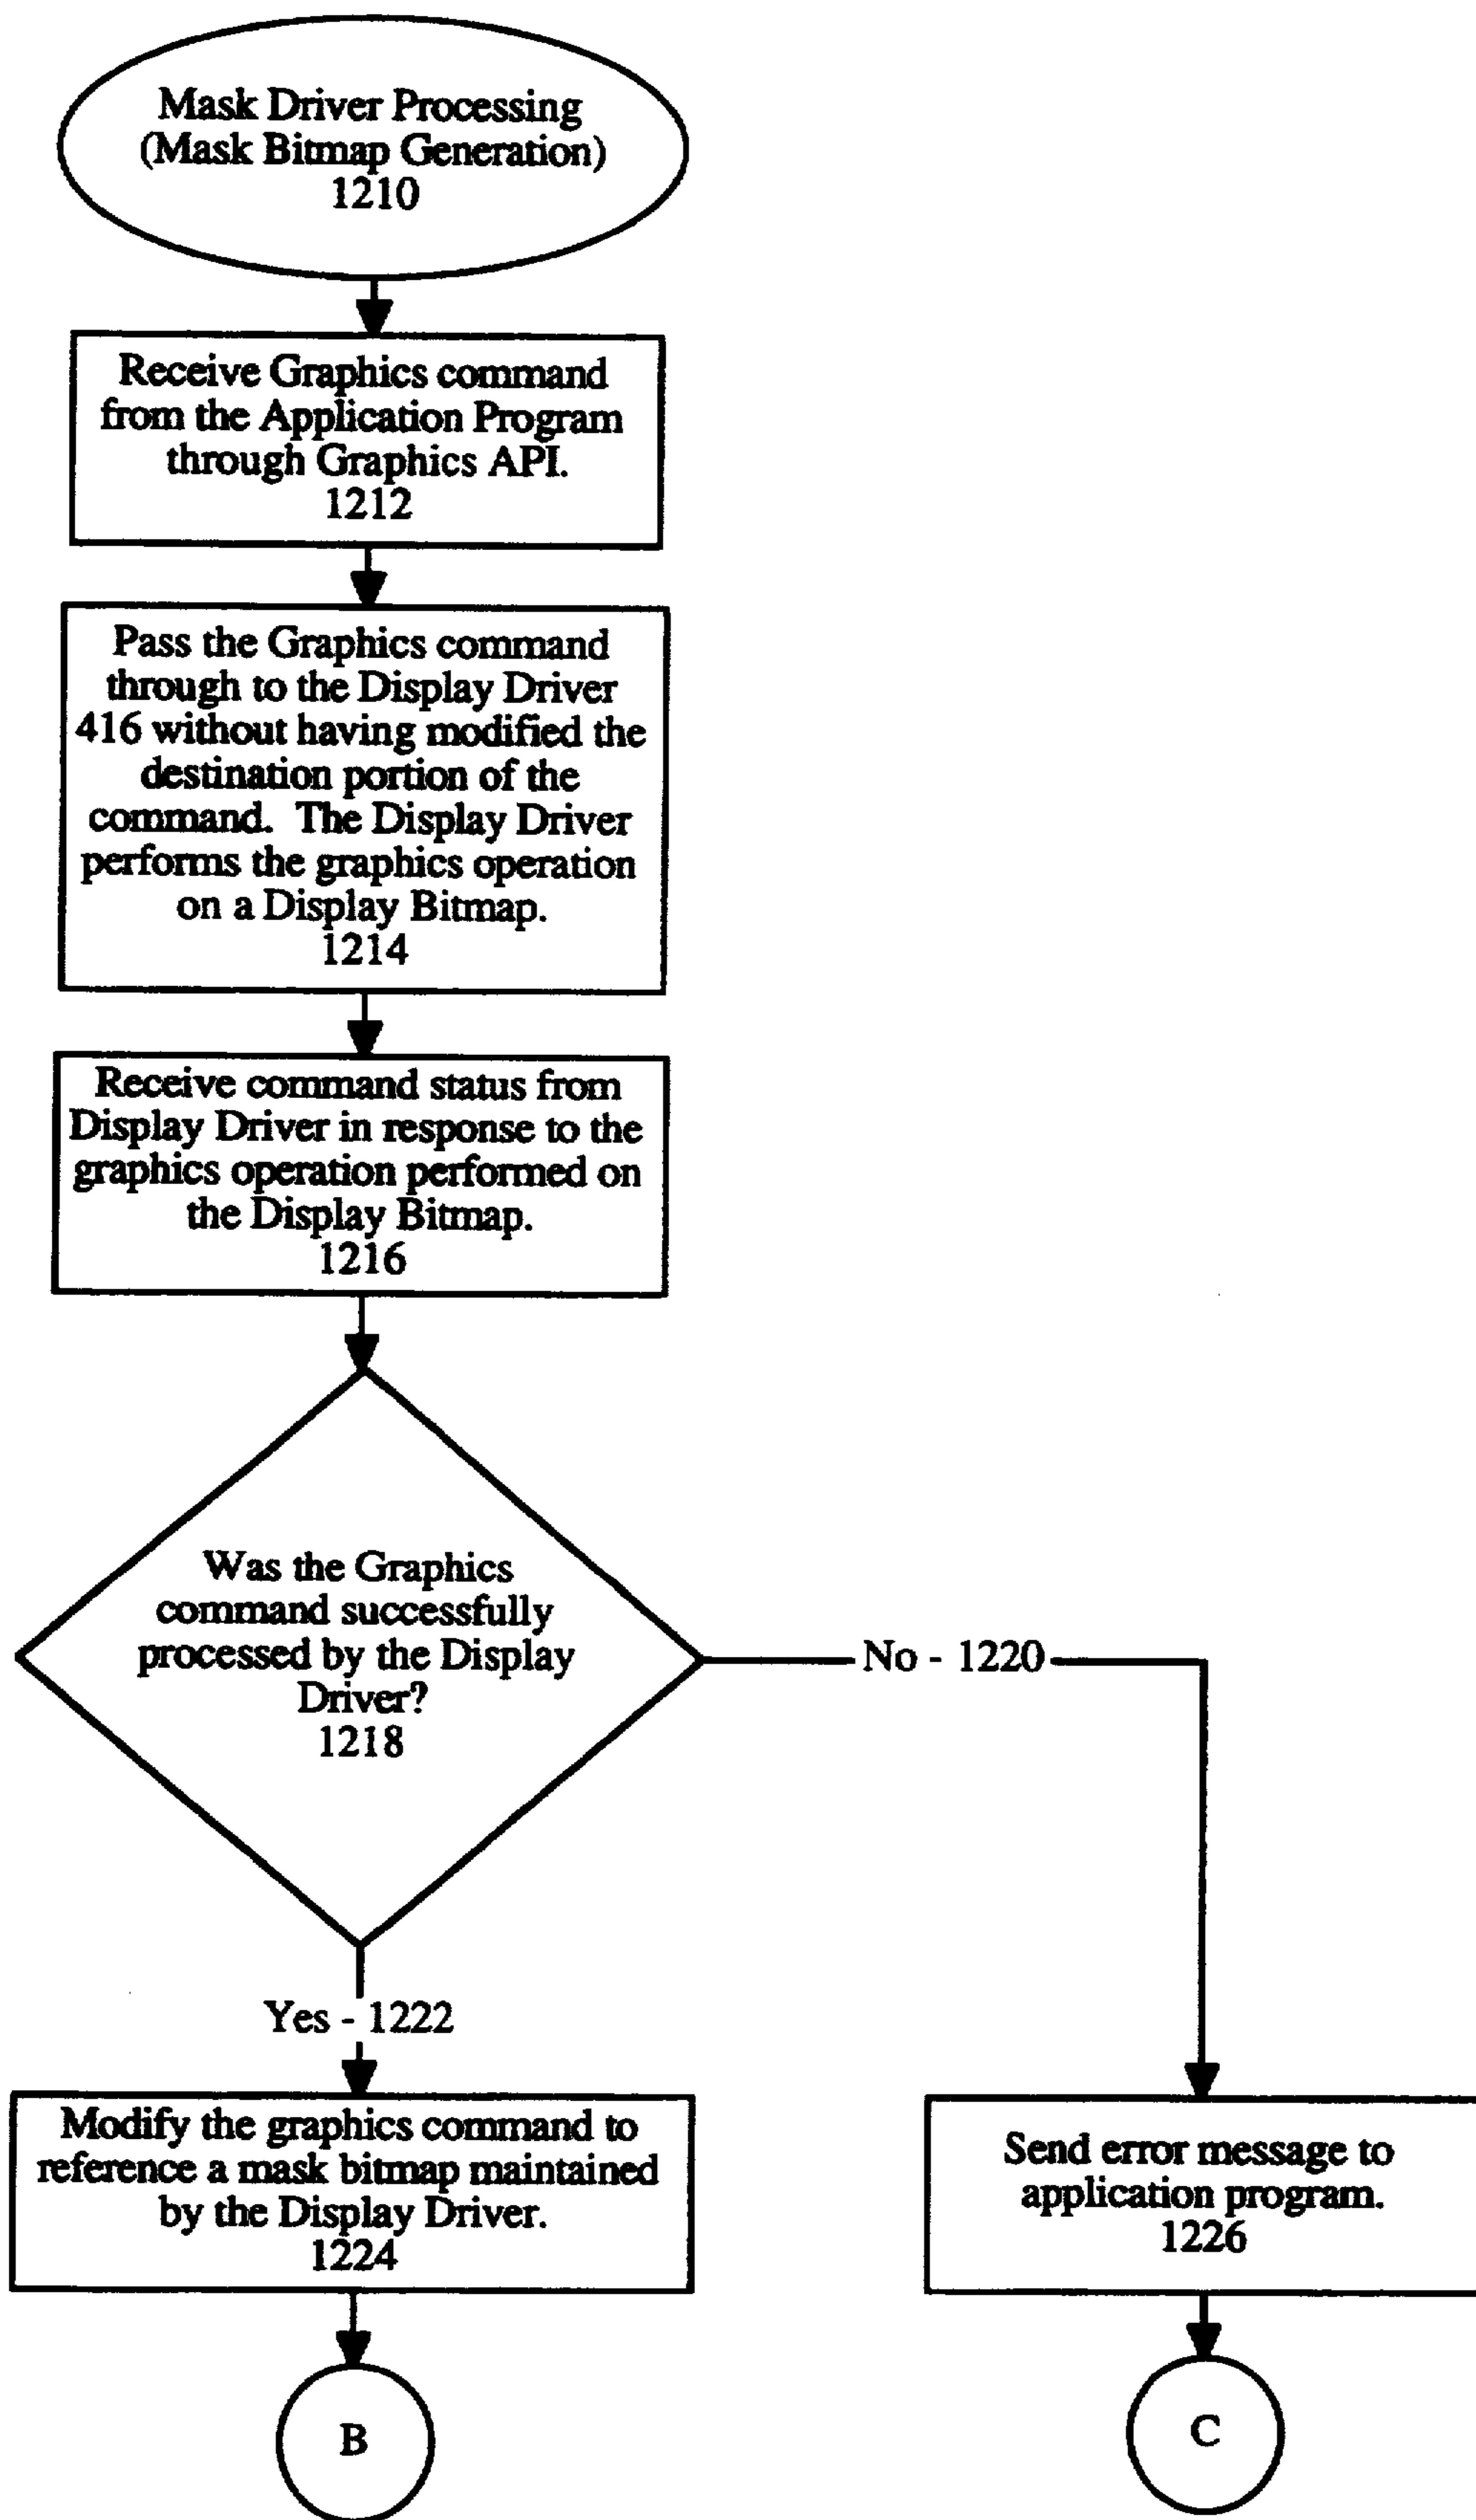 Mask Driver Processing
(Mask Bitmap Generation)
1210
Receive Graphics command
from the Application Program
through Graphics API.
1212
Pass the Graphics command
through to the Display Driver
416 without having modified the
destination portion of the
command. The Display Driver
performs the graphics operation
on a Display Bitmap.
1214
Receive command status from
Display Driver in response to the
graphics operation performed on
the Display Bitmap.
1216
Was the Graphics
command successfully
processed by the Display
Driver?
1218
No - 1220
Yes - 1222
Modify the graphics command to
reference a mask bitmap maintained
by the Display Driver.
1224
Send error message to
application program.
1226
B
C